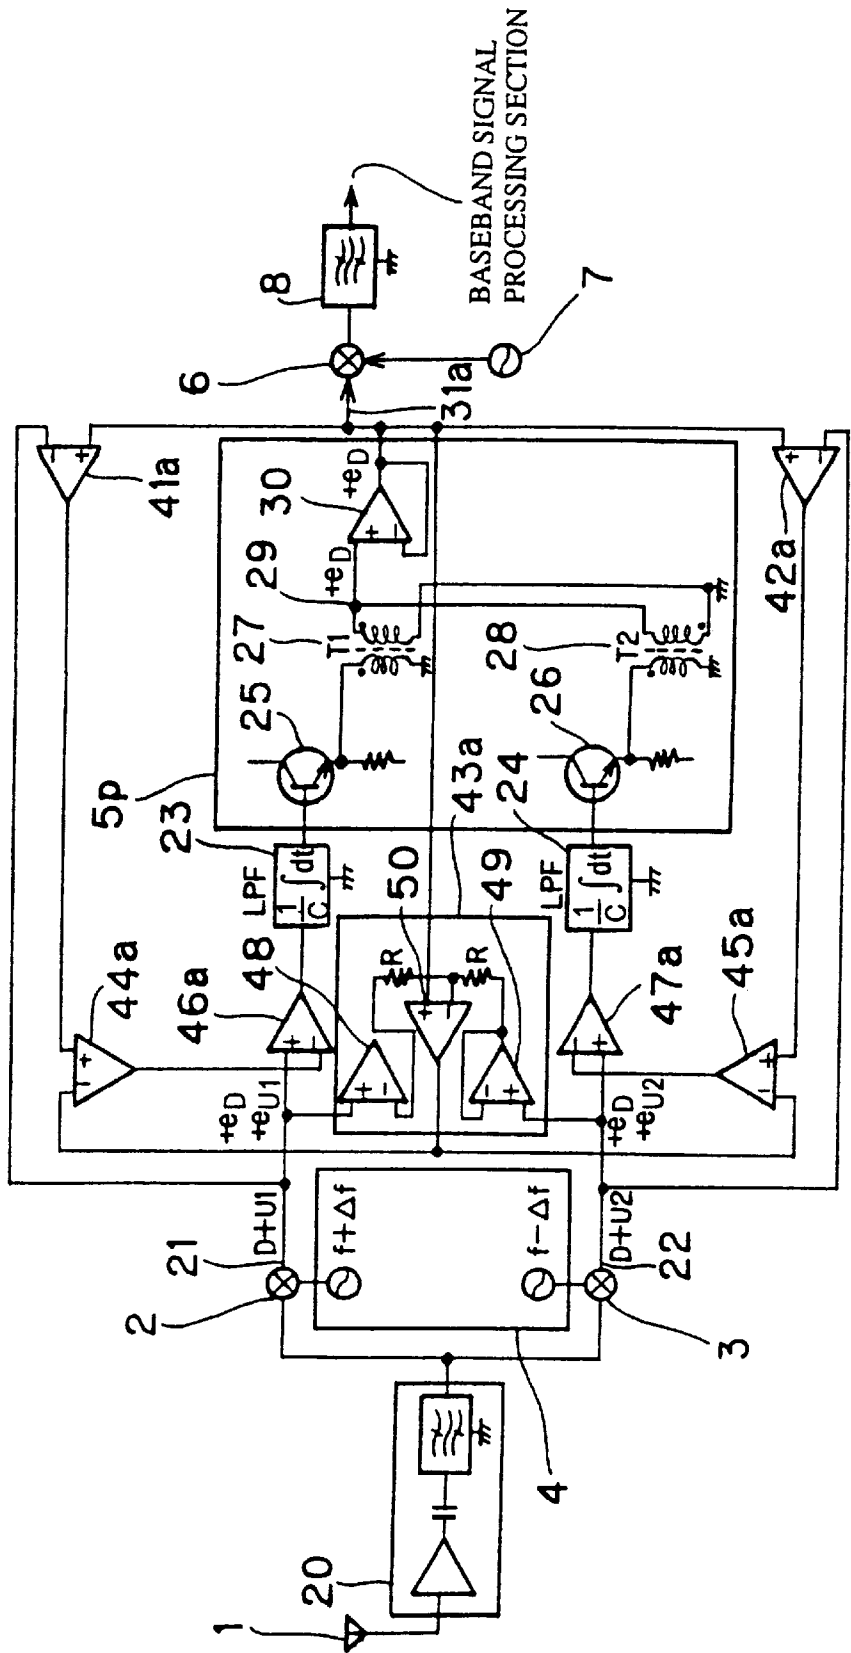 1
20
4
2
21
D+U1
f+Δf
f−Δf
3
22
D+U2
+eD
+eU1
+eD
+eU2
44a
46a
48
R
50
R
49
43a
47a
45a
LPF
23
1/C ∫dt
LPF
24
1/C ∫dt
5p
25
26
27
T1
28
T2
29
+eD
30
+eD
41a
42a
31a
6
7
8
BASEBAND SIGNAL
PROCESSING SECTION